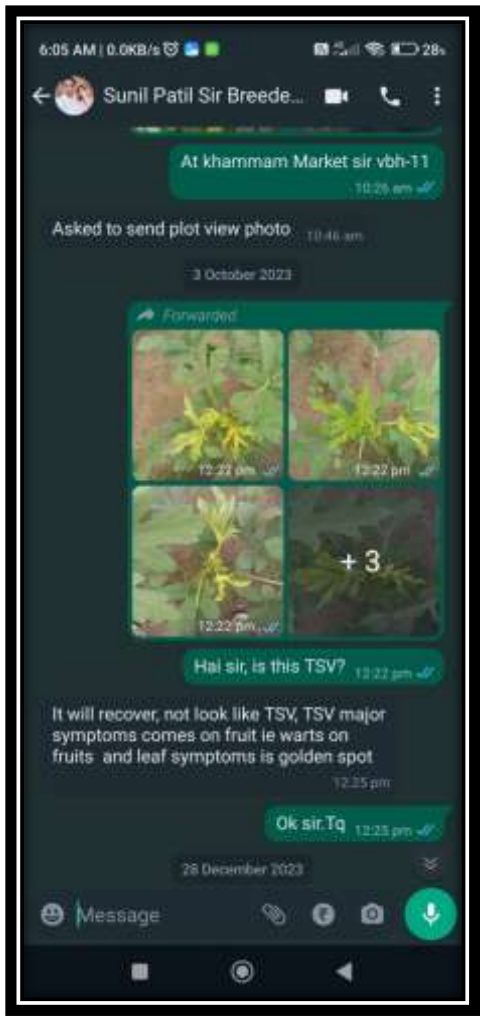 6:05 AM | 0.0KB/s
28%
Sunil Patil Sir Breede...
At khammam Market sir vbh-11
10:26 am
Asked to send plot view photo 10:46 am
3 October 2023
Forwarded
12:22 pm 12:22 pm
12:22 pm + 3
Hai sir, is this TSV? 12:22 pm
It will recover, not look like TSV, TSV major
symptoms comes on fruit ie warts on
fruits and leaf symptoms is golden spot
12:25 pm
Ok sir.Tq 12:25 pm
28 December 2023
Message